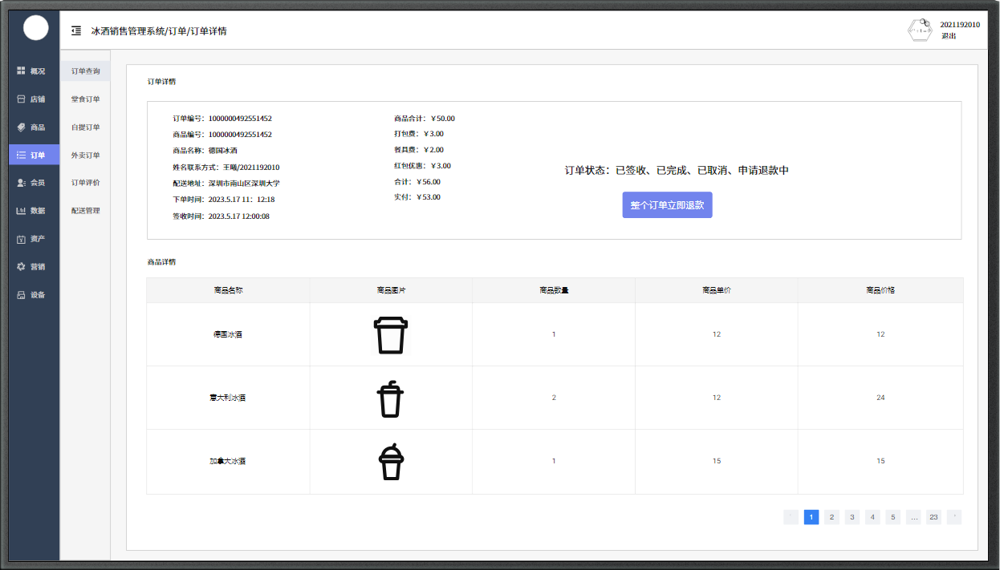 冰酒销售管理系统/订单/订单详情
2021192010
退出
概况
店铺
商品
订单
会员
数据
资产
营销
设备
订单查询
堂食订单
自提订单
外卖订单
订单评价
配送管理
订单详情
订单编号：1000000492551452
商品编号：1000000492551452
商品名称：德国冰酒
姓名联系方式：王曦/2021192010
配送地址：深圳市南山区深圳大学
下单时间：2023.5.17 11：12:18
签收时间：2023.5.17 12:00:08
商品合计：￥50.00
打包费：￥3.00
餐具费：￥2.00
红包优惠：￥3.00
合计：￥56.00
实付：￥53.00
订单状态：已签收、已完成、已取消、申请退款中
整个订单立即退款
商品详情
商品名称 商品图片 商品数量 商品单价 商品价格
德国冰酒 1 12 12
意大利冰酒 2 12 24
加拿大冰酒 1 15 15
1 2 3 4 5 … 23